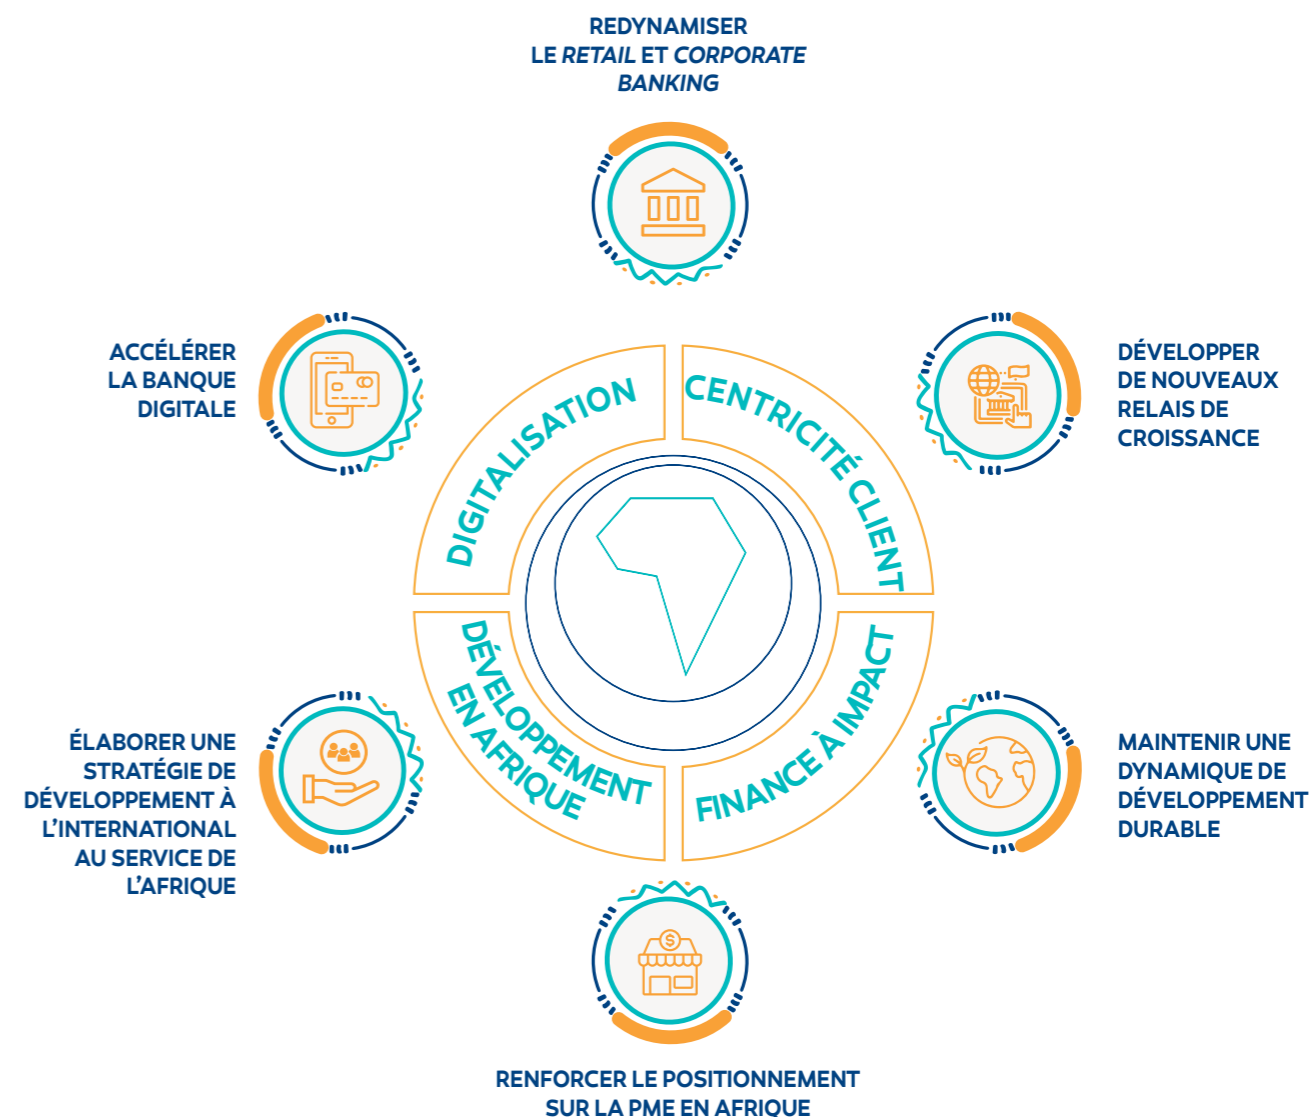 REDYNAMISER
LE RETAIL ET CORPORATE
BANKING
ACCÉLÉRER
LA BANQUE
DIGITALE
DÉVELOPPER
DE NOUVEAUX
RELAIS DE
CROISSANCE
DIGITALISATION
CENTRICITÉ CLIENT
DÉVELOPPEMENT
EN AFRIQUE
FINANCE À IMPACT
ÉLABORER UNE
STRATÉGIE DE
DÉVELOPPEMENT À
L’INTERNATIONAL
AU SERVICE DE
L’AFRIQUE
MAINTENIR UNE
DYNAMIQUE DE
DÉVELOPPEMENT
DURABLE
$
RENFORCER LE POSITIONNEMENT
SUR LA PME EN AFRIQUE